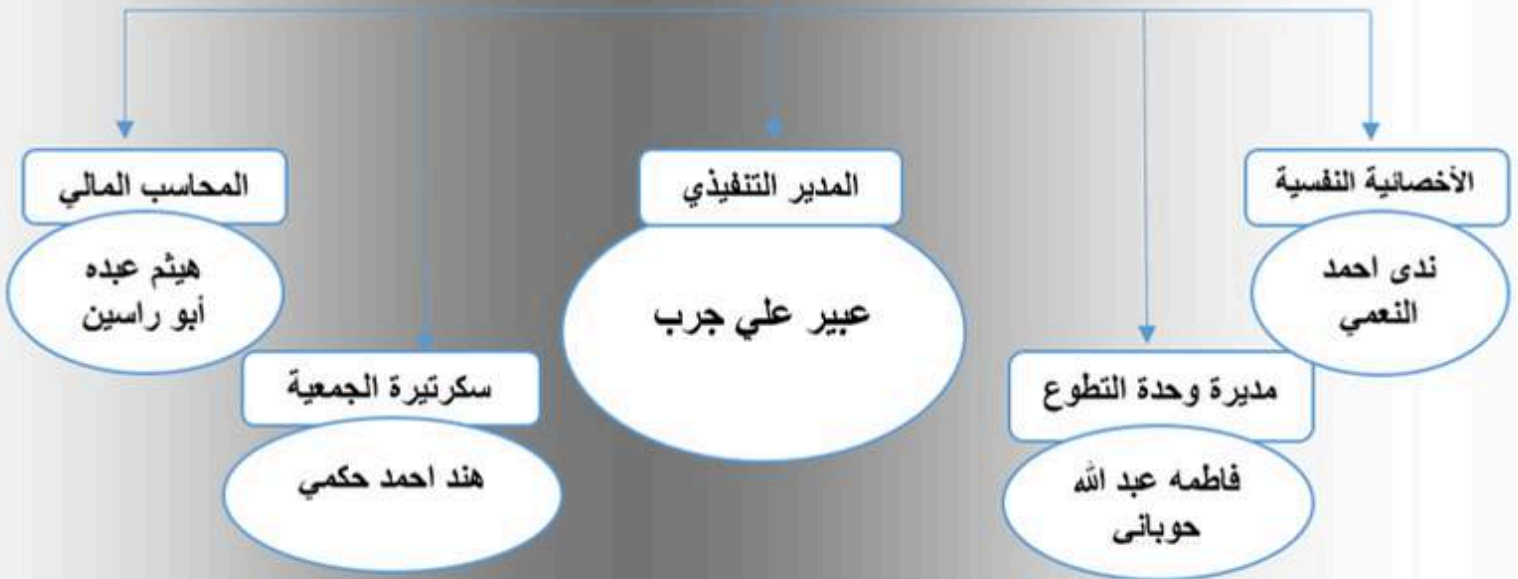 الأخصائية النفسية
ندى احمد
النعمي
مديرة وحدة التطوع
فاطمه عبد الله
حوبانى
المدير التنفيذي
عبير علي جرب
سكرتيرة الجمعية
هند احمد حكمي
المحاسب المالي
هيثم عبده
أبو راسين